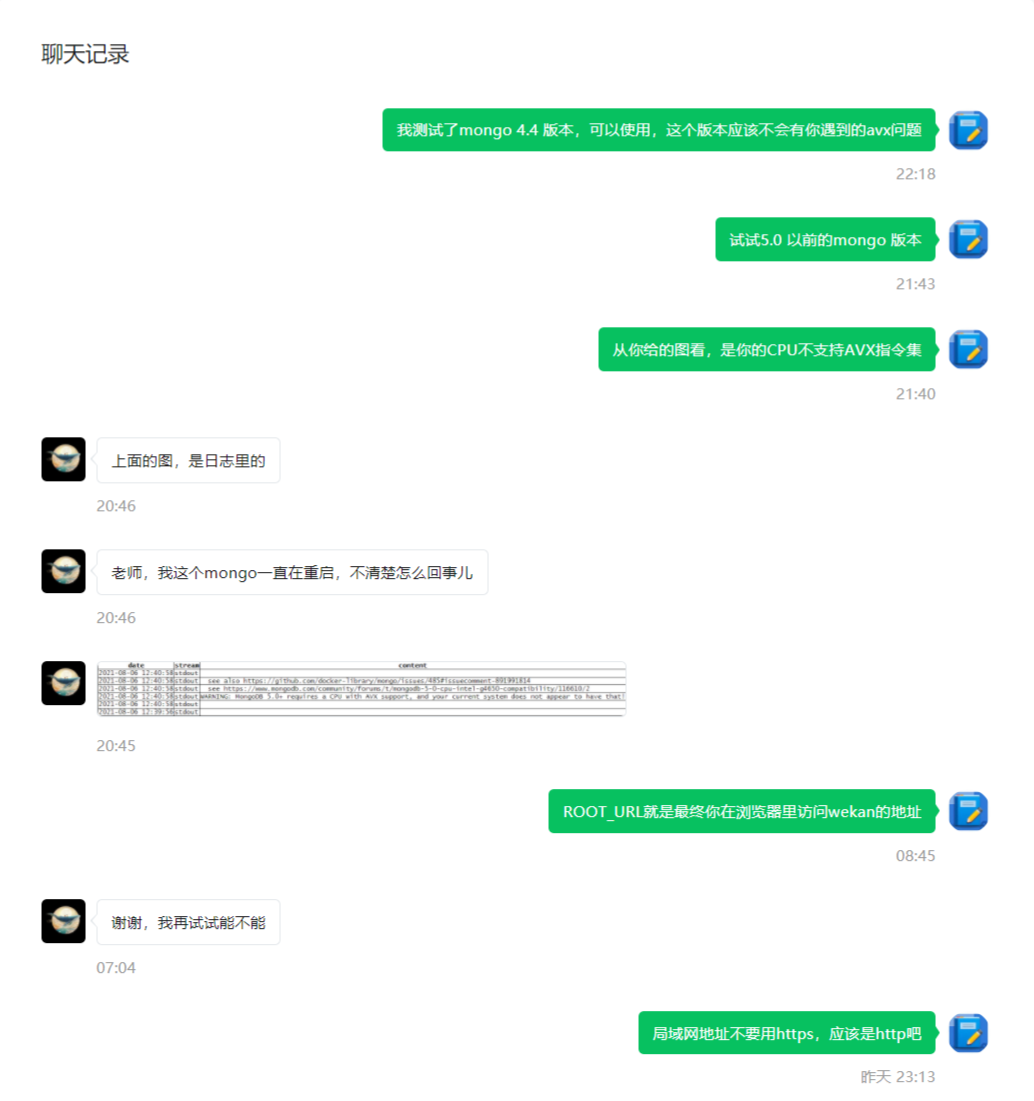 聊天记录
我测试了mongo 4.4 版本，可以使用，这个版本应该不会有你遇到的avx问题
22:18
试试5.0 以前的mongo 版本
21:43
从你给的图看，是你的CPU不支持AVX指令集
21:40
上面的图，是日志里的
20:46
老师，我这个mongo一直在重启，不清楚怎么回事儿
20:46
date stream content
2021-08-06 12:40:58 stdout
2021-08-06 12:40:58 stdout see also https://github.com/docker-library/mongo/issues/485#issuecomment-891991814
2021-08-06 12:40:58 stdout see https://www.mongodb.com/community/forums/t/mongodb-5-0-cpu-intel-g4650-compatibility/116610/2
2021-08-06 12:40:58 stdout WARNING: MongoDB 5.0+ requires a CPU with AVX support, and your current system does not appear to have that!
2021-08-06 12:40:58 stdout
2021-08-06 12:39:56 stdout
20:45
ROOT_URL就是最终你在浏览器里访问wekan的地址
08:45
谢谢，我再试试能不能
07:04
局域网地址不要用https，应该是http吧
昨天 23:13